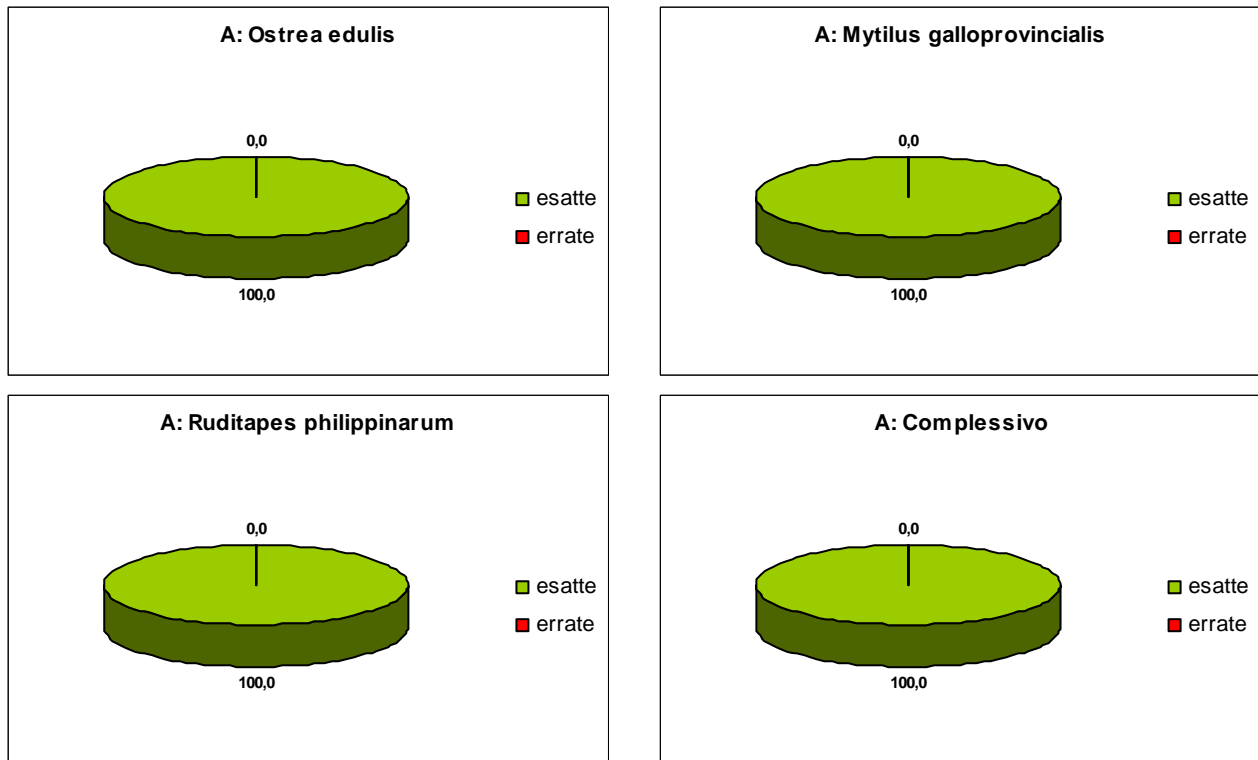 A: Ostrea edulis
0,0
100,0
esatte
errate
A: Mytilus galloprovincialis
0,0
100,0
esatte
errate
A: Ruditapes philippinarum
0,0
100,0
esatte
errate
A: Complessivo
0,0
100,0
esatte
errate